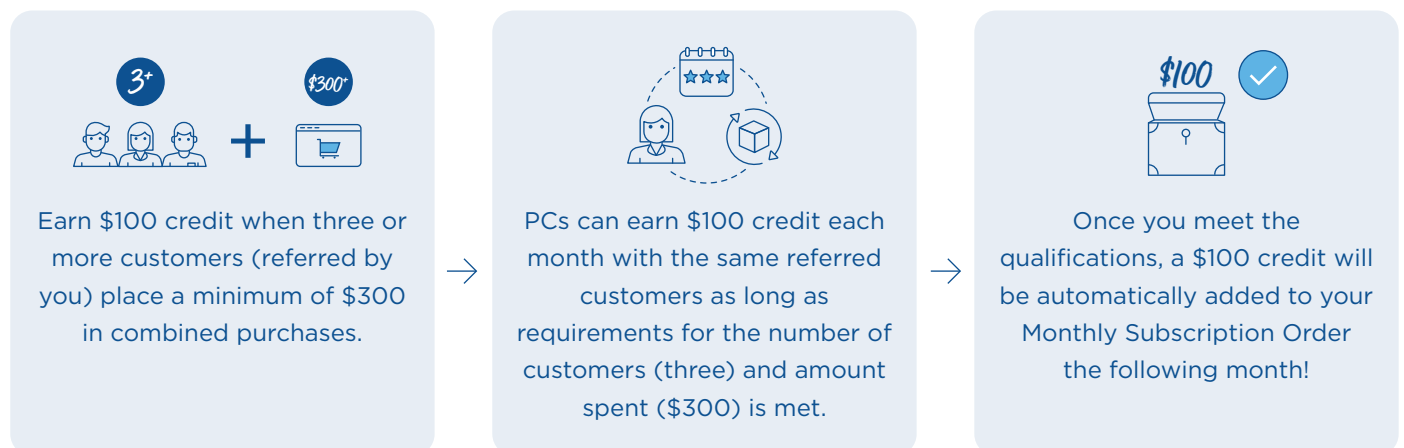 3+
$300+
Earn $100 credit when three or
more customers (referred by
you) place a minimum of $300
in combined purchases.
PCs can earn $100 credit each
month with the same referred
customers as long as
requirements for the number of
customers (three) and amount
spent ($300) is met.
$100
Once you meet the
qualifications, a $100 credit will
be automatically added to your
Monthly Subscription Order
the following month!